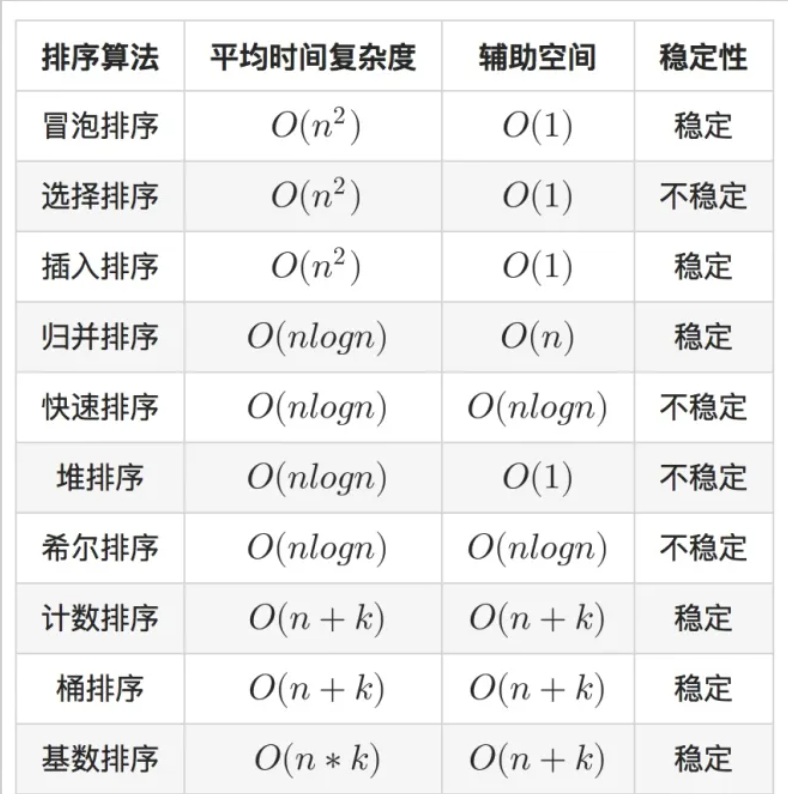 排序算法 平均时间复杂度 辅助空间 稳定性
冒泡排序 O(n²) O(1) 稳定
选择排序 O(n²) O(1) 不稳定
插入排序 O(n²) O(1) 稳定
归并排序 O(nlogn) O(n) 稳定
快速排序 O(nlogn) O(nlogn) 不稳定
堆排序 O(nlogn) O(1) 不稳定
希尔排序 O(nlogn) O(nlogn) 不稳定
计数排序 O(n + k) O(n + k) 稳定
桶排序 O(n + k) O(n + k) 稳定
基数排序 O(n * k) O(n + k) 稳定